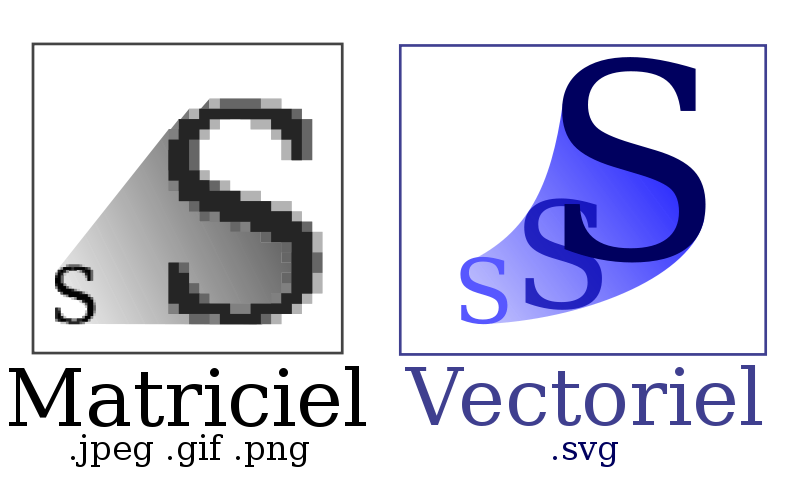 S S
S S S
Matriciel
.jpeg .gif .png
Vectoriel
.svg